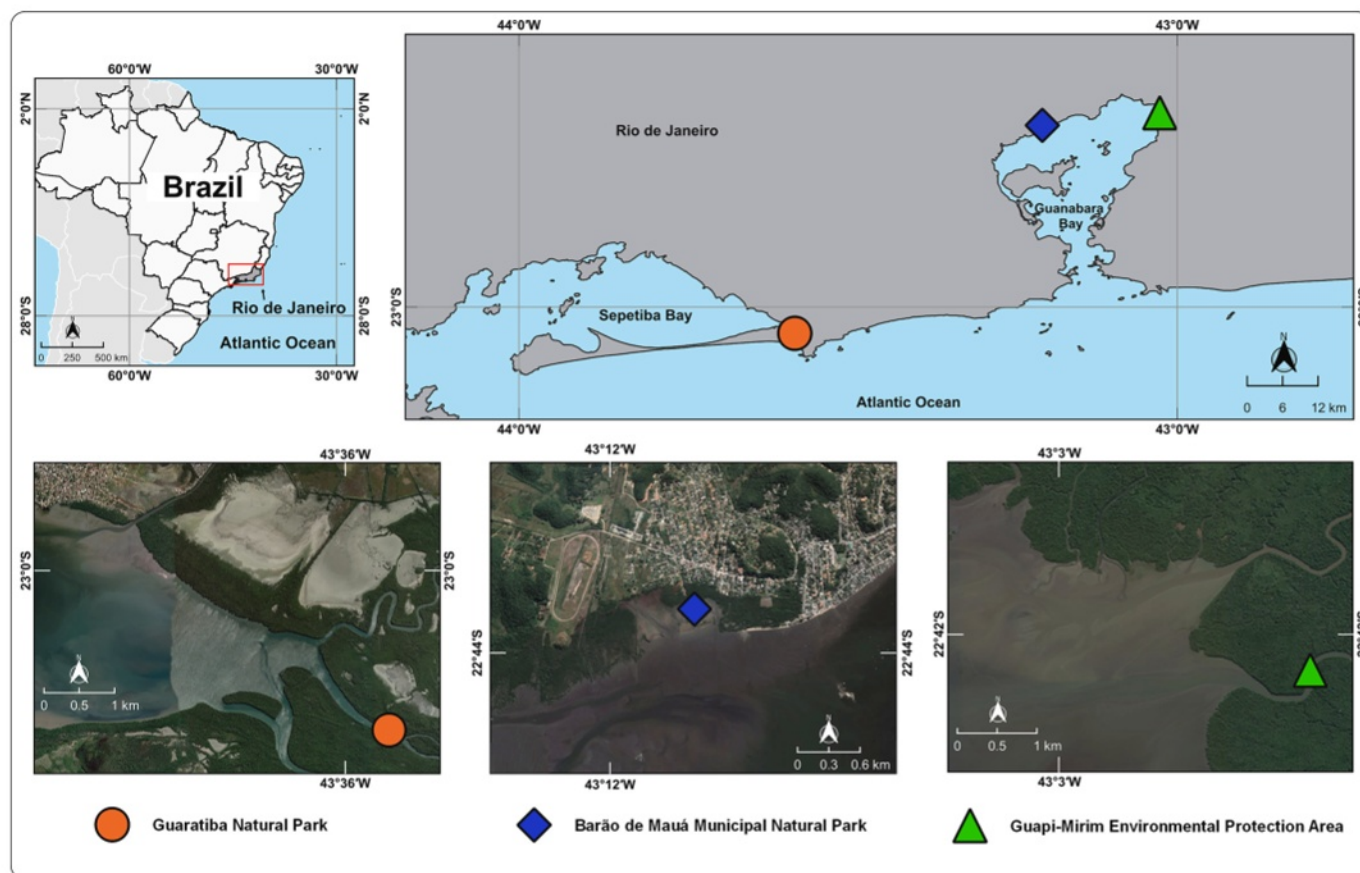 60°0'W 30°0'W
2°0'N
2°0'N
Brazil
28°S
28°S
Rio de Janeiro
Atlantic Ocean
N
0 250 500 km
60°0'W 30°0'W
44°0'W 43°0'W
Rio de Janeiro
Guanabara
Bay
23°0'S
Sepetiba Bay
N
Atlantic Ocean
0 6 12 km
44°0'W 43°0'W
43°36'W
23°0'S
23°0'S
N
0 0.5 1 km
43°36'W
43°12'W
22°44'S
22°44'S
N
0 0.3 0.6 km
43°12'W
43°3'W
22°42'S
N
0 0.5 1 km
43°3'W
Guaratiba Natural Park
Barão de Mauá Municipal Natural Park
Guapi-Mirim Environmental Protection Area